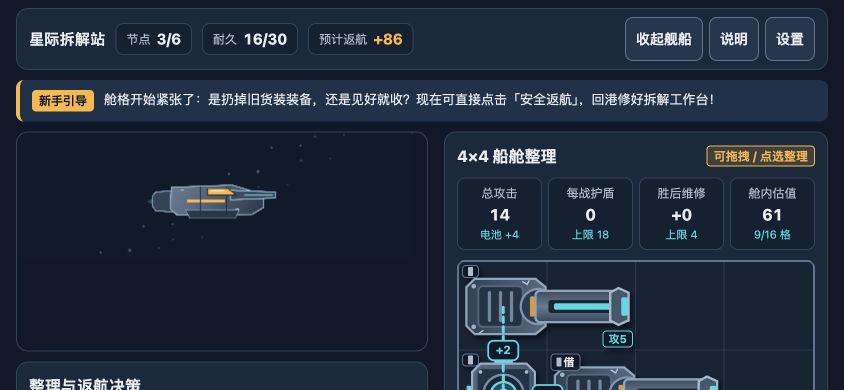 星际拆解站 节点 3/6 耐久 16/30 预计返航 +86 收起舰船 说明 设置
新手引导 舱格开始紧张了：是扔掉旧货装装备，还是见好就收？现在可直接点击「安全返航」，回港修好拆解工作台！
4×4 船舱整理 可拖拽 / 点选整理
总攻击 每战护盾 胜后维修 舱内估值
14 0 +0 61
电池 +4 上限 18 上限 4 9/16 格
攻5
+2
借
整理与返航决策